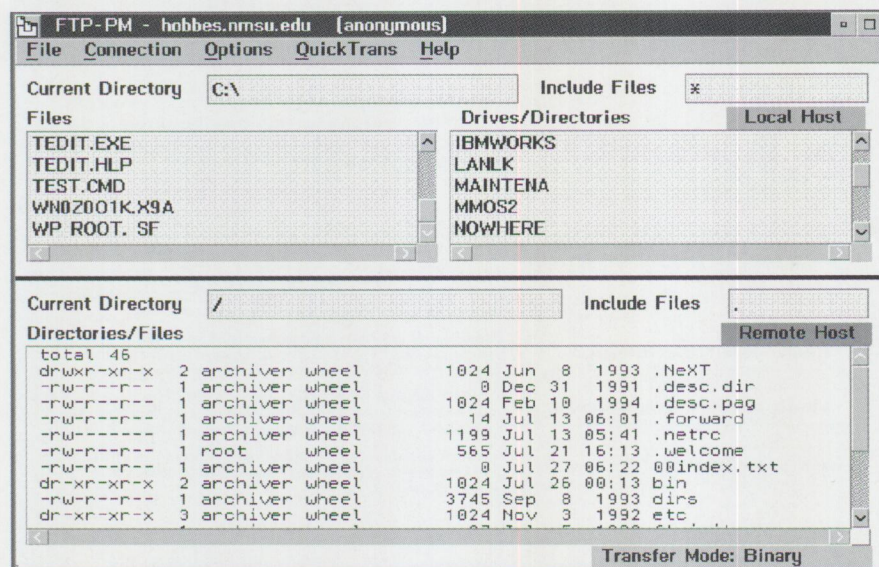 FTP-PM - hobbes.nmsu.edu (anonymous)
File Connection Options QuickTrans Help
Current Directory C:\ Include Files *
Files Drives/Directories Local Host
TEDIT.EXE
TEDIT.HLP
TEST.CMD
WN0Z0O1K.X9A
WP ROOT. SF
IBMWORKS
LANLK
MAINTENA
MMOS2
NOWHERE
Current Directory / Include Files .
Directories/Files Remote Host
total 46
drwxr-xr-x 2 archiver wheel 1024 Jun 8 1993 .NeXT
-rw-r--r-- 1 archiver wheel 0 Dec 31 1991 .desc.dir
-rw-r--r-- 1 archiver wheel 1024 Feb 10 1994 .desc.pag
-rw-r--r-- 1 archiver wheel 14 Jul 13 06:01 .forward
-rw------- 1 archiver wheel 1199 Jul 13 05:41 .netrc
-rw-r--r-- 1 root wheel 565 Jul 21 16:13 .welcome
-rw-r--r-- 1 archiver wheel 0 Jul 27 06:22 00index.txt
dr-xr-xr-x 2 archiver wheel 1024 Jul 26 00:13 bin
-rw-r--r-- 1 archiver wheel 3745 Sep 8 1993 dirs
dr-xr-xr-x 3 archiver wheel 1024 Nov 3 1992 etc
Transfer Mode: Binary